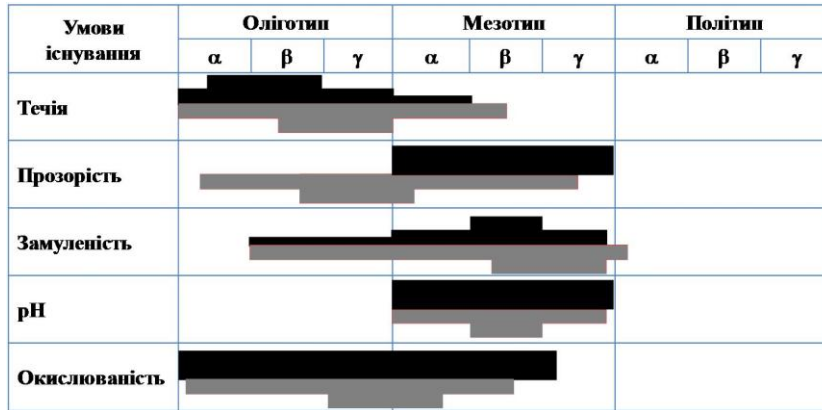 Умови існування Оліготип Мезотип Політип
α β γ α β γ α β γ
Течія
Прозорість
Замуленість
pH
Окислюваність